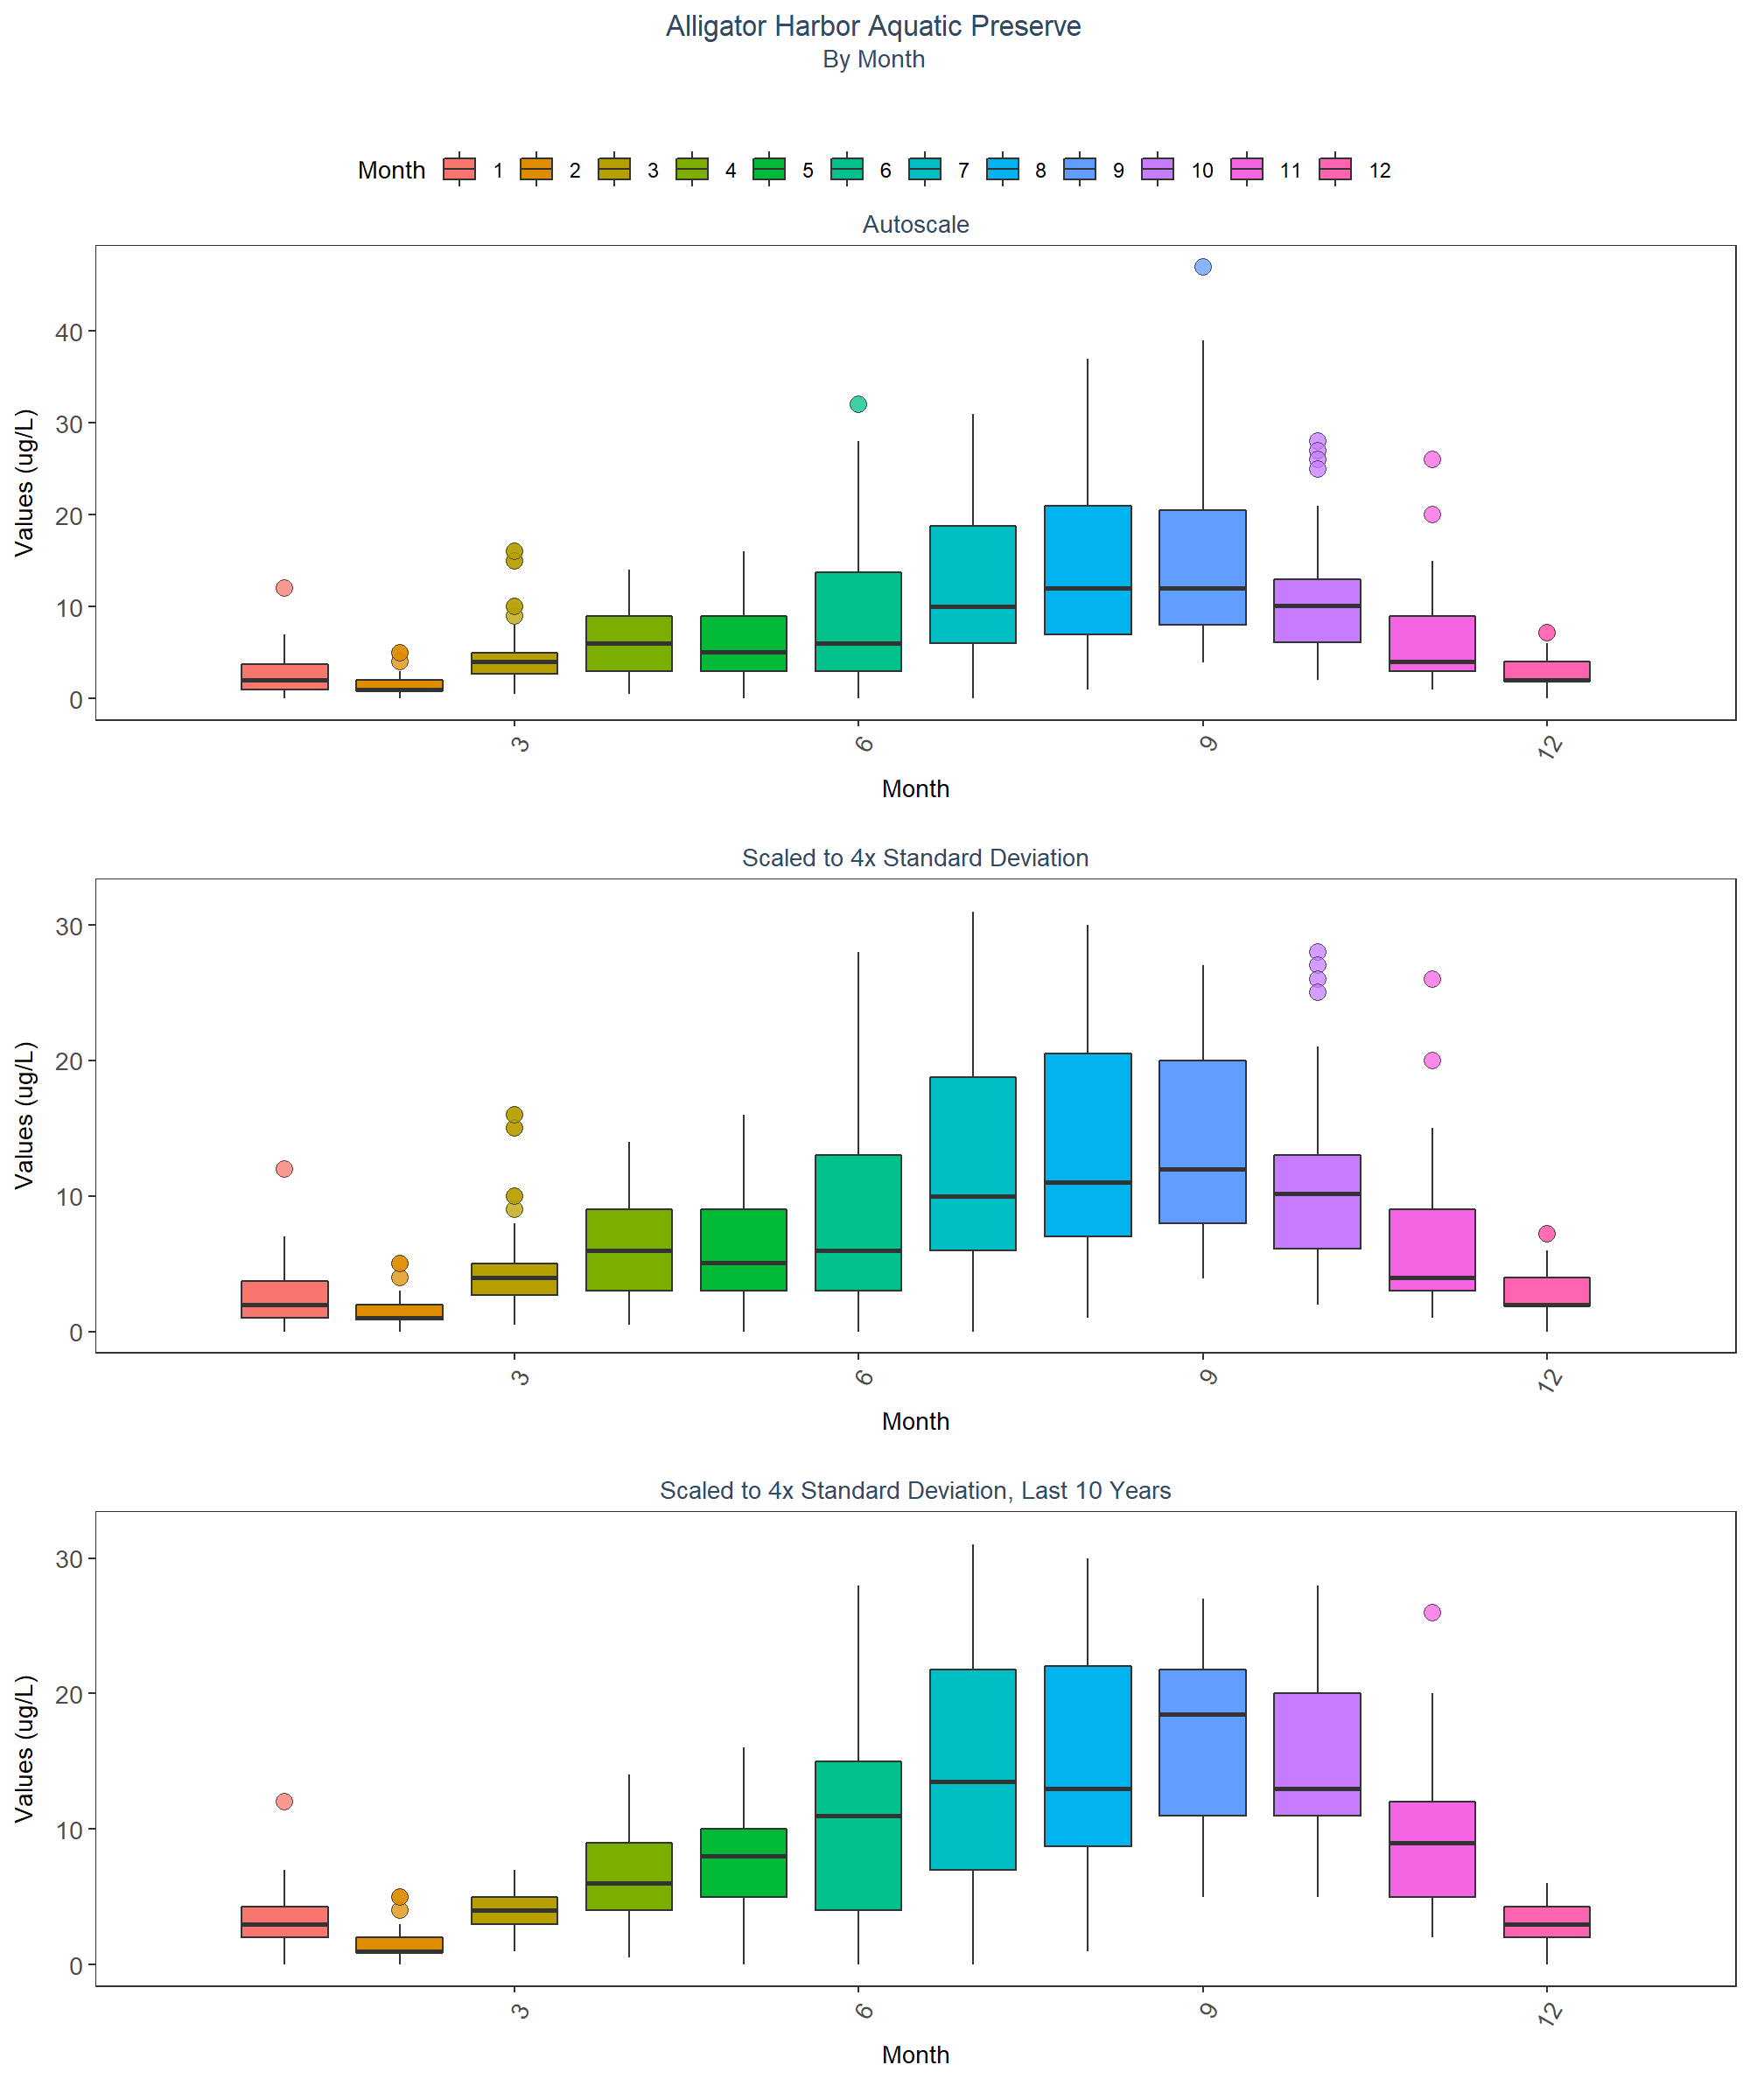 Alligator Harbor Aquatic Preserve
By Month
Month 1 2 3 4 5 6 7 8 9 10 11 12
Autoscale
Values (ug/L)
40
30
20
10
0
3 6 9 12
Month
Scaled to 4x Standard Deviation
Values (ug/L)
30
20
10
0
3 6 9 12
Month
Scaled to 4x Standard Deviation, Last 10 Years
Values (ug/L)
30
20
10
0
3 6 9 12
Month